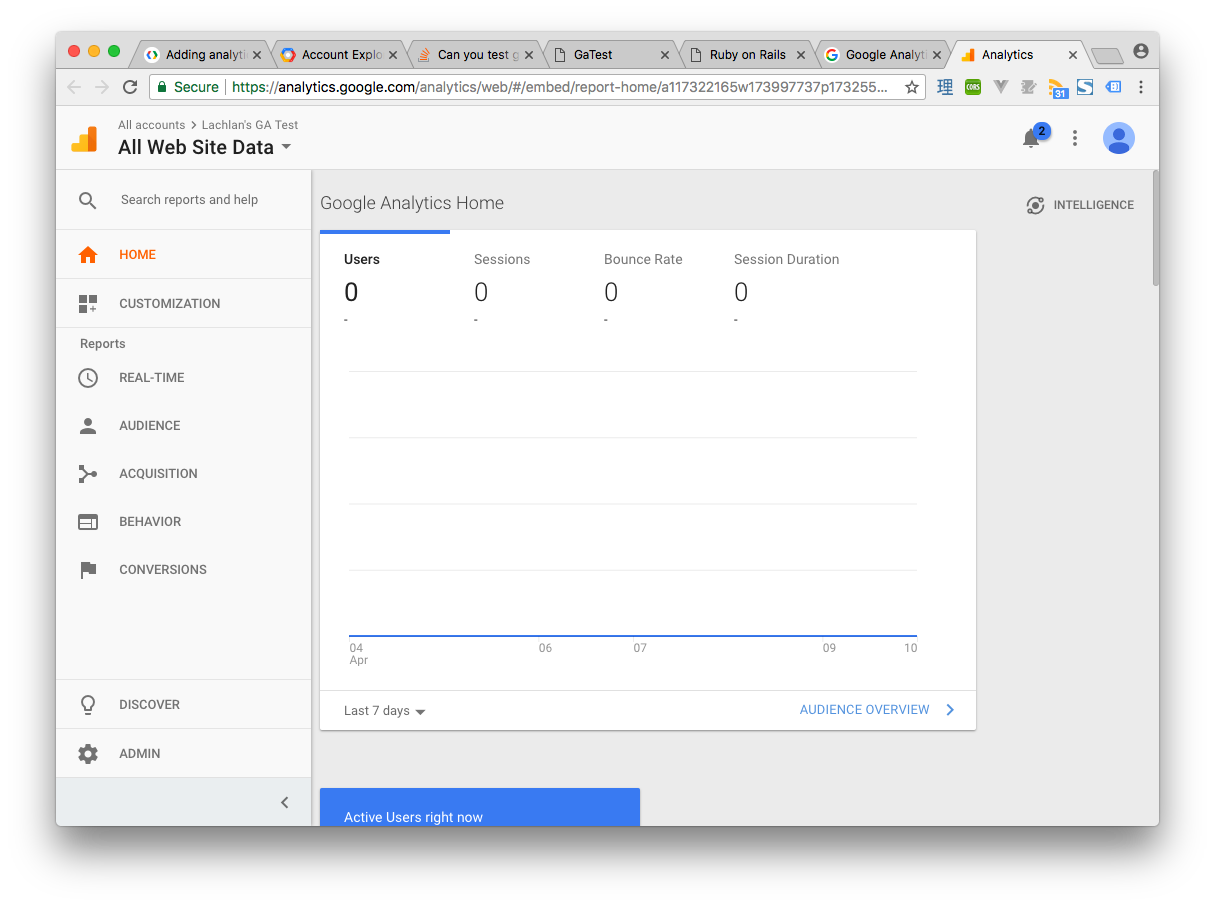 Adding analyti
Account Explo
Can you test g
GaTest
Ruby on Rails
Google Analyt
Analytics
Secure
https://analytics.google.com/analytics/web/#/embed/report-home/a117322165w173997737p173255...
理
CORS
31
All accounts > Lachlan's GA Test
All Web Site Data
2
Search reports and help
Google Analytics Home
INTELLIGENCE
HOME
CUSTOMIZATION
Reports
REAL-TIME
AUDIENCE
ACQUISITION
BEHAVIOR
CONVERSIONS
DISCOVER
ADMIN
Users Sessions Bounce Rate Session Duration
0 0 0 0
- - - -
04 06 07 09 10
Apr
Last 7 days
AUDIENCE OVERVIEW
Active Users right now